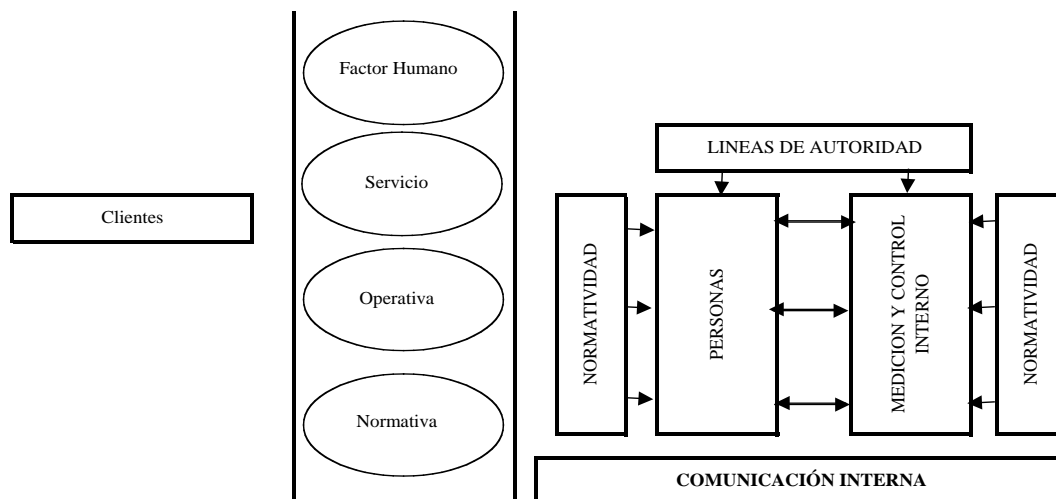 Factor Humano
LINEAS DE AUTORIDAD
Servicio
Clientes
Operativa
Normativa
NORMATIVIDAD
PERSONAS
MEDICION Y CONTROL
INTERNO
NORMATIVIDAD
COMUNICACIÓN INTERNA